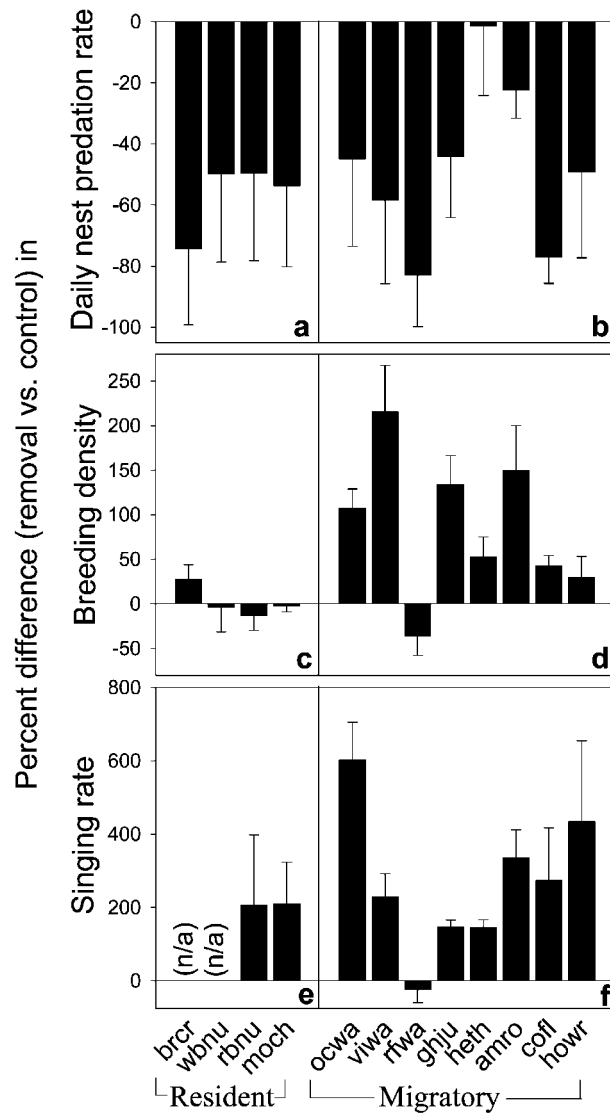 Percent difference (removal vs. control) in
Daily nest predation rate
0
-20
-40
-60
-80
-100
a
b
Breeding density
250
200
150
100
50
0
-50
c
d
Singing rate
800
600
400
200
0
(n/a)
(n/a)
e
f
brcr
wbnu
rbnu
moch
ocwa
viwa
rfwa
ghju
heth
amro
cofl
howr
Resident
Migratory